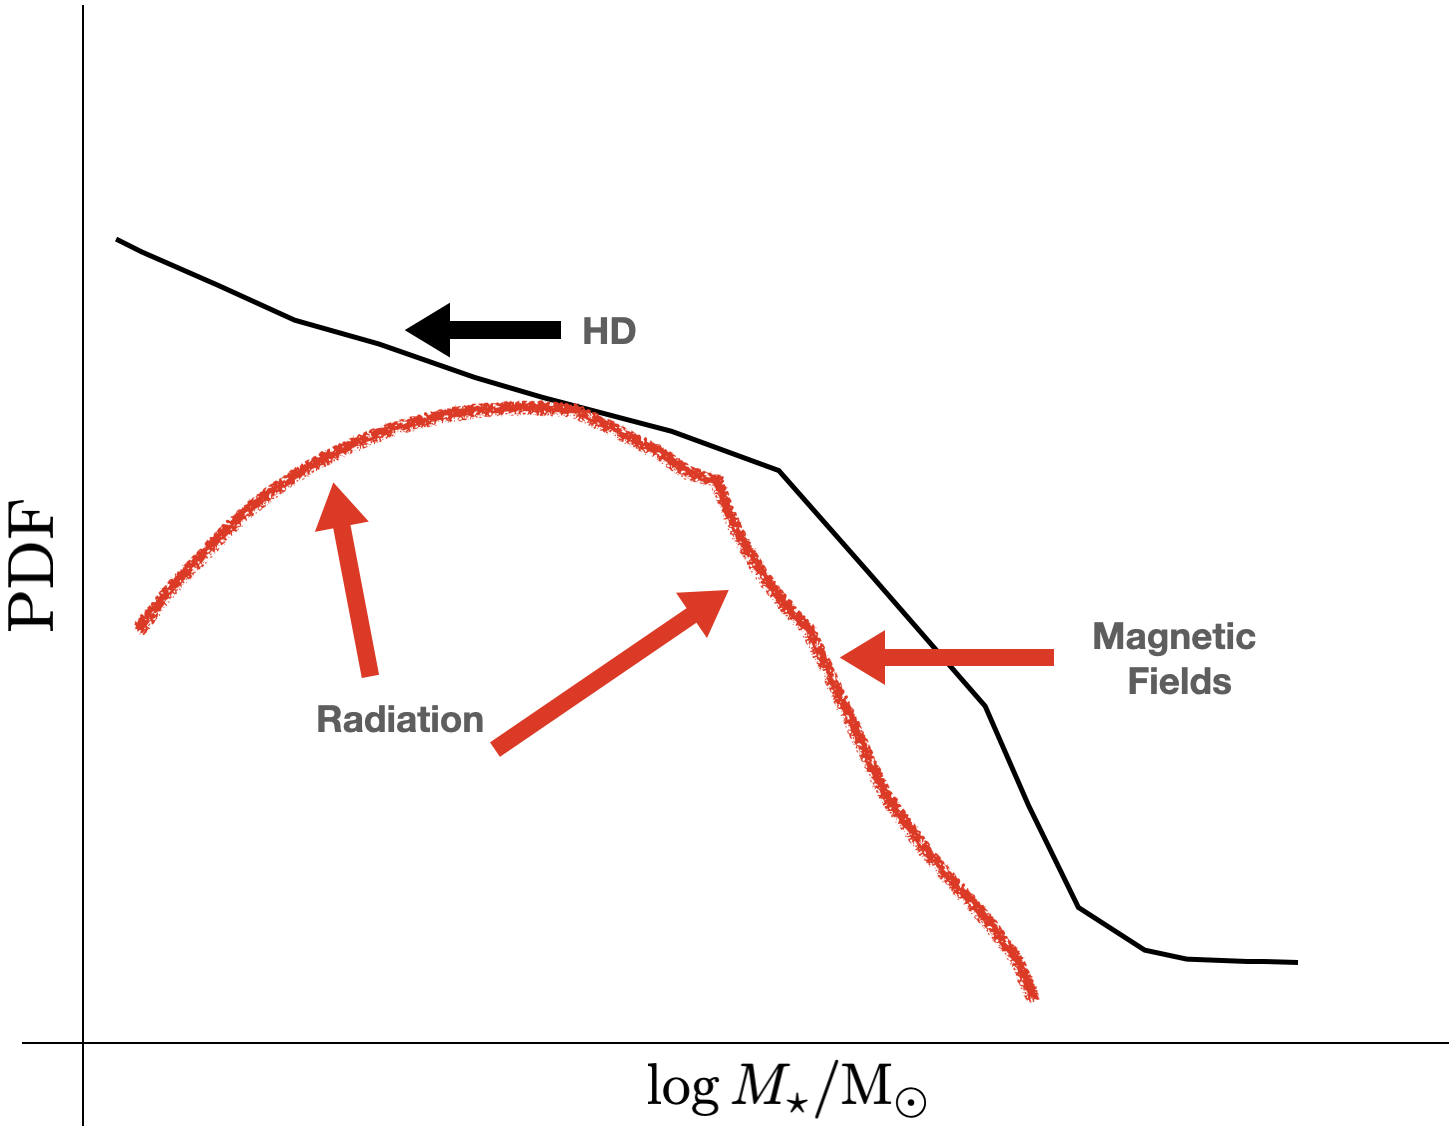 HD
PDF
Magnetic
Fields
Radiation
log M⋆/M⊙